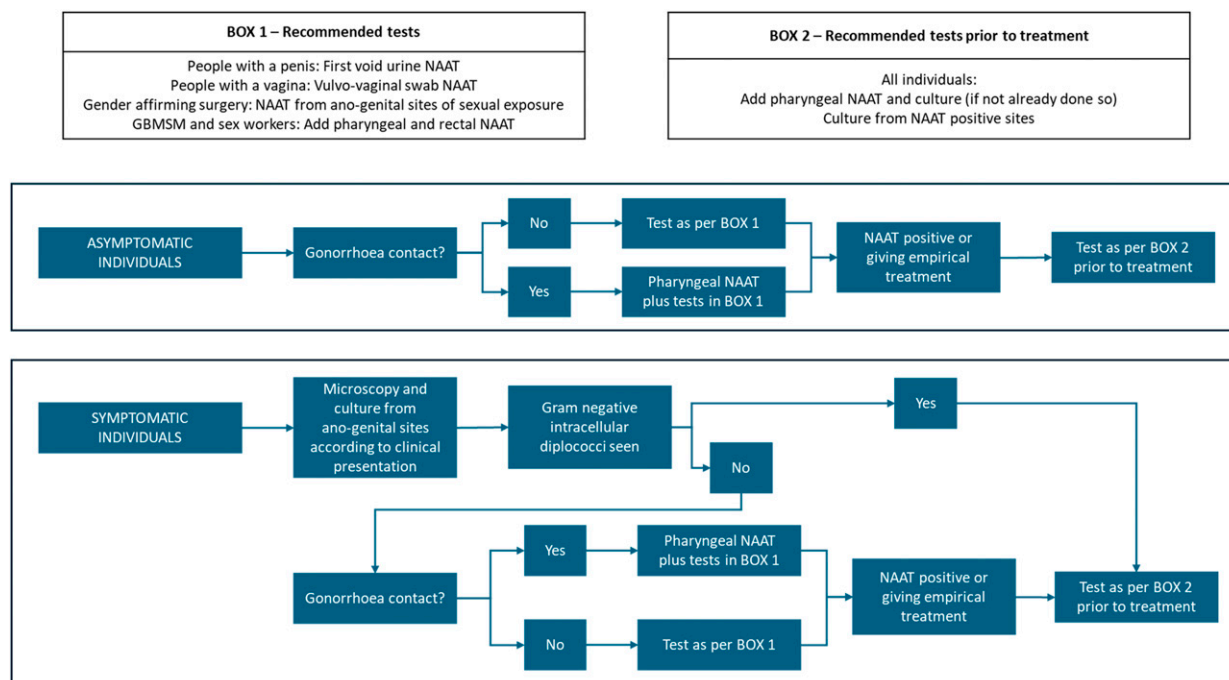 BOX 1 – Recommended tests
People with a penis: First void urine NAAT
People with a vagina: Vulvo-vaginal swab NAAT
Gender affirming surgery: NAAT from ano-genital sites of sexual exposure
GBMSM and sex workers: Add pharyngeal and rectal NAAT
BOX 2 – Recommended tests prior to treatment
All individuals:
Add pharyngeal NAAT and culture (if not already done so)
Culture from NAAT positive sites
ASYMPTOMATIC
INDIVIDUALS
Gonorrhoea contact?
No
Test as per BOX 1
Yes
Pharyngeal NAAT
plus tests in BOX 1
NAAT positive or
giving empirical
treatment
Test as per BOX 2
prior to treatment
SYMPTOMATIC
INDIVIDUALS
Microscopy and
culture from
ano-genital sites
according to clinical
presentation
Gram negative
intracellular
diplococci seen
Yes
No
Gonorrhoea contact?
Yes
Pharyngeal NAAT
plus tests in BOX 1
No
Test as per BOX 1
NAAT positive or
giving empirical
treatment
Test as per BOX 2
prior to treatment